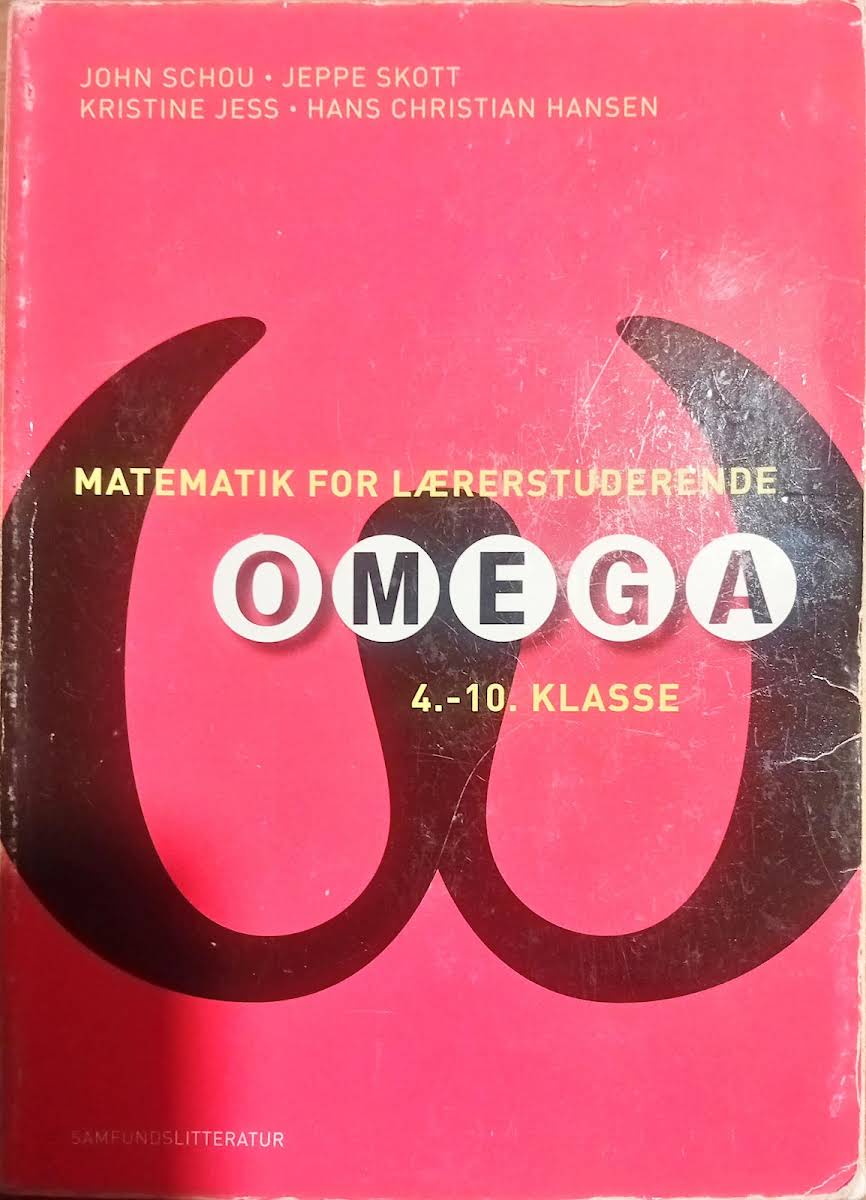 JOHN SCHOU • JEPPE SKOTT
KRISTINE JESS • HANS CHRISTIAN HANSEN
MATEMATIK FOR LÆRERSTUDERENDE
OMEGA
4.-10. KLASSE
SAMFUNDSLITTERATUR